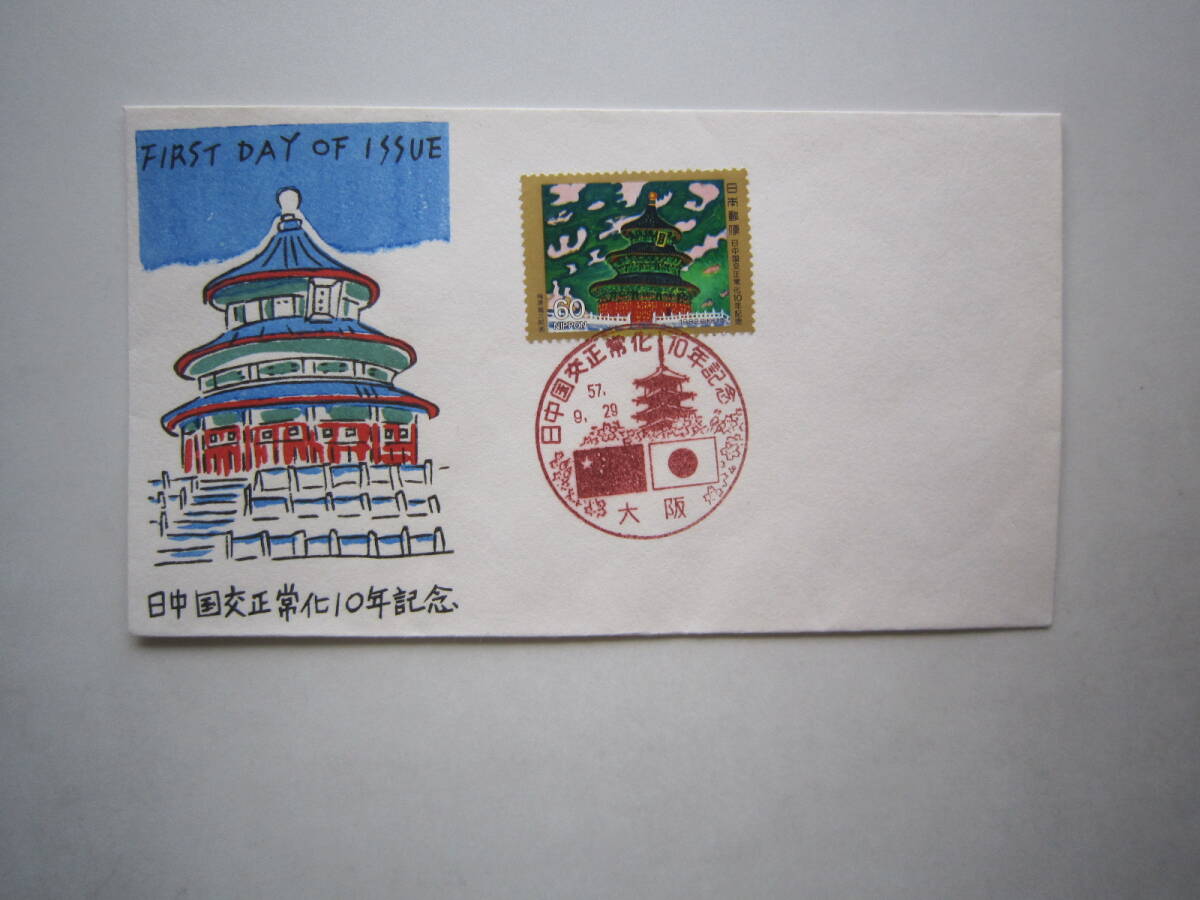 FIRST DAY OF ISSUE
日中国交正常化10年記念
日本郵便
日中国交正常化10年記念
60
NIPPON
1982
日中国交正常化10年記念
57.
9. 29
大阪